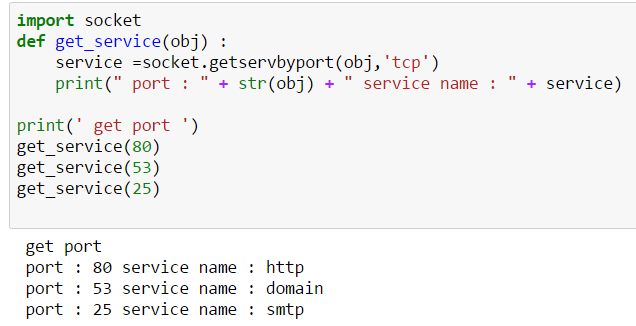 import socket
def get_service(obj) :
    service =socket.getservbyport(obj,'tcp')
    print(" port : " + str(obj) + " service name : " + service)
print(' get port ')
get_service(80)
get_service(53)
get_service(25)
get port
port : 80 service name : http
port : 53 service name : domain
port : 25 service name : smtp